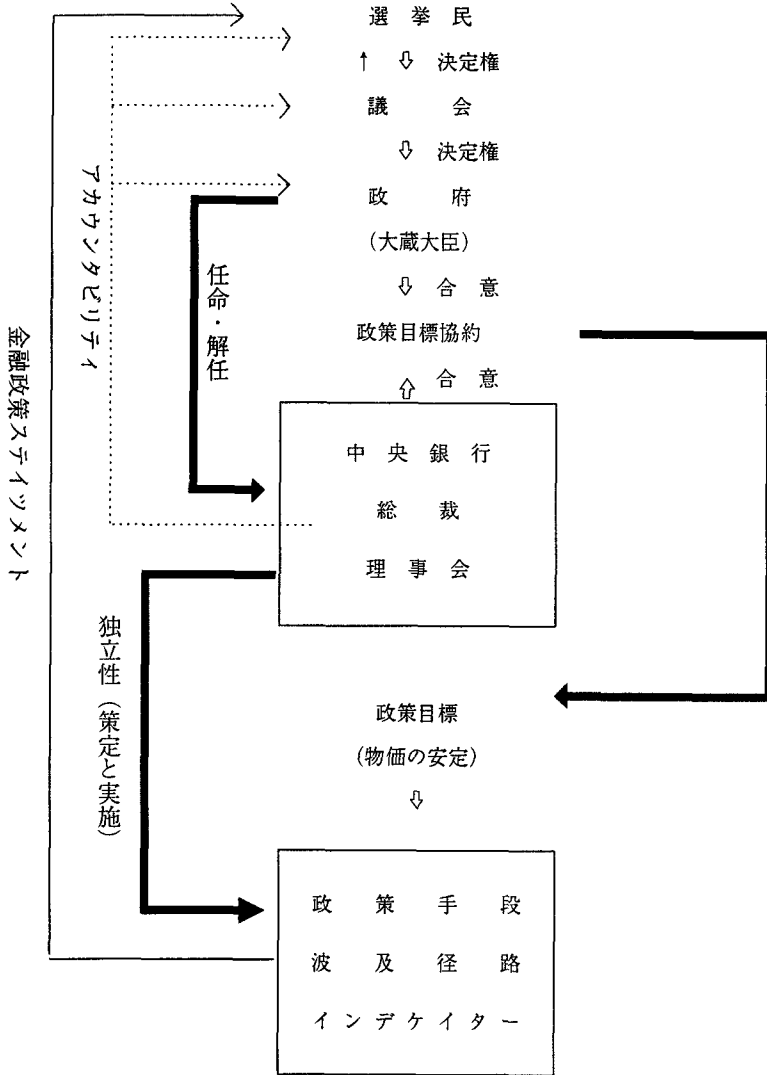 選挙民
↑ ⇩ 決定権
議会
⇩ 決定権
政府
(大蔵大臣)
⇩ 合意
政策目標協約
⇧ 合意
中央銀行
総裁
理事会
政策目標
(物価の安定)
⇩
政策手段
波及径路
インデケイター
任命・解任
アカウンタビリティ
独立性(策定と実施)
金融政策ステイツメント